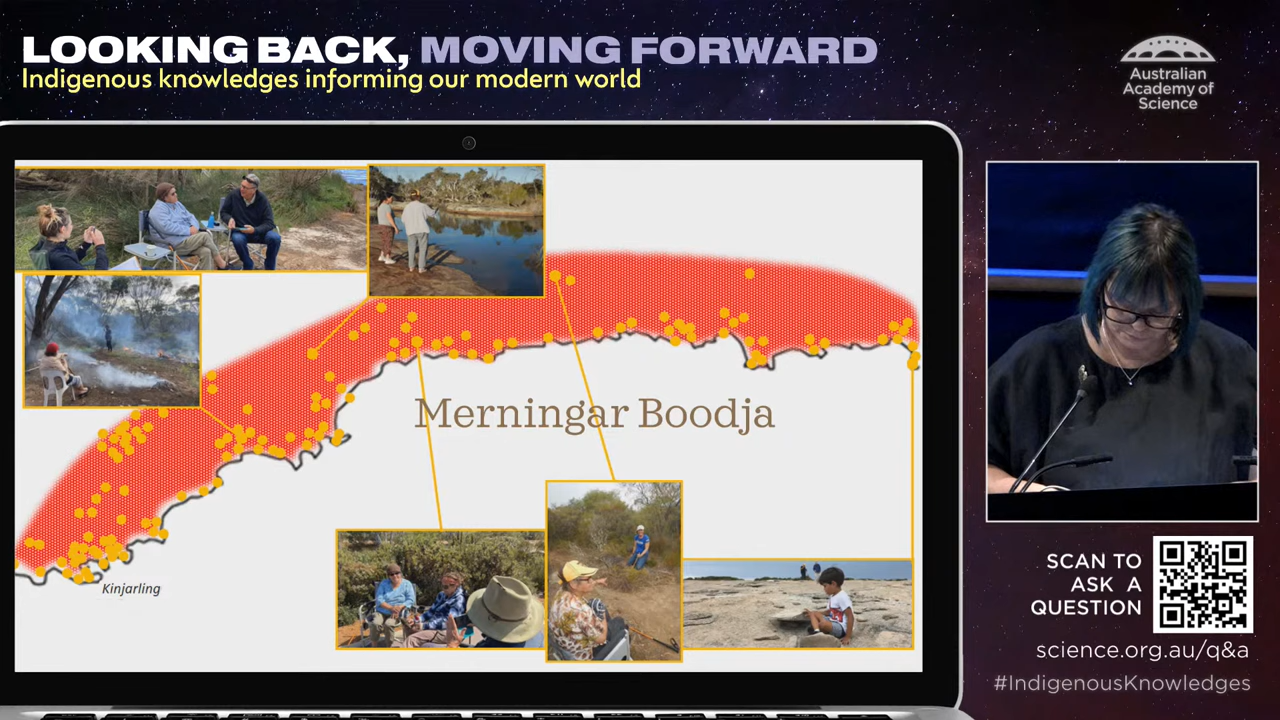 LOOKING BACK, MOVING FORWARD
Indigenous knowledges informing our modern world
Australian
Academy of
Science
Merningar Boodja
Kinjarling
SCAN TO
ASK A
QUESTION
science.org.au/q&a
#IndigenousKnowledges